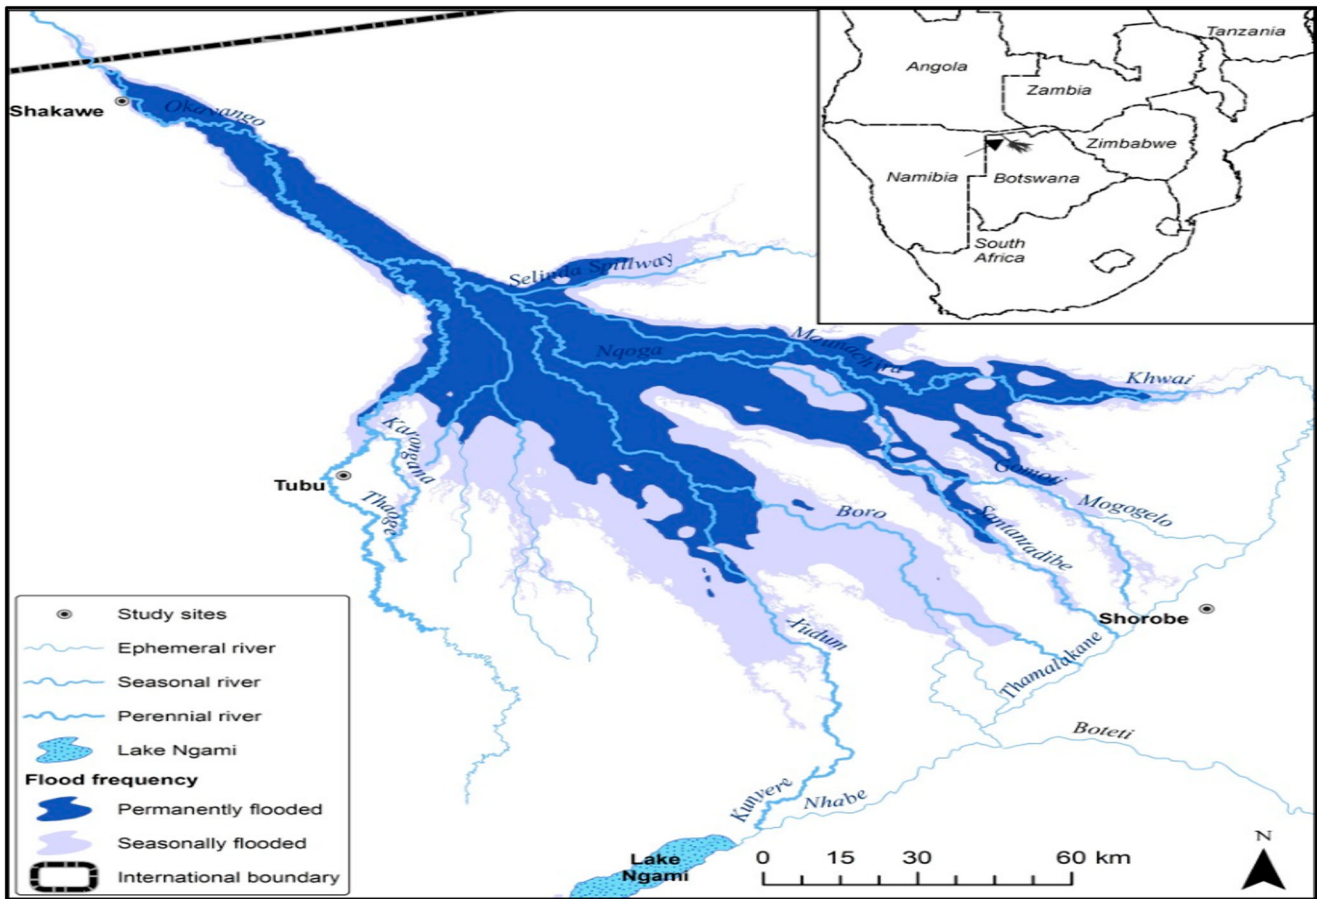 Shakawe
Okavango
Selinda Spillway
Nqoga
Mounachira
Khwai
Karongana
Tubu
Thaoge
Boro
Gomoti
Mogogelo
Santantadibe
Shorobe
Xudum
Thamalakane
Boteti
Kunyere
Nhabe
Lake
Ngami
Angola
Tanzania
Zambia
Zimbabwe
Namibia
Botswana
South
Africa
Study sites
Ephemeral river
Seasonal river
Perennial river
Lake Ngami
Flood frequency
Permanently flooded
Seasonally flooded
International boundary
0 15 30 60 km
N